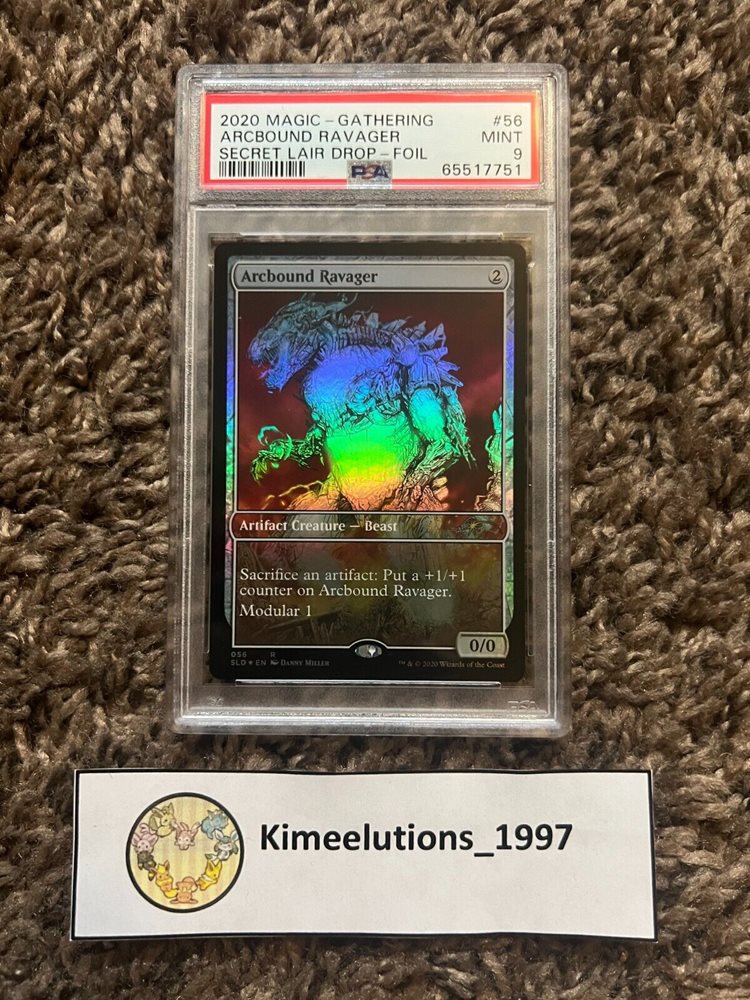 2020 MAGIC - GATHERING #56
ARCBOUND RAVAGER MINT
SECRET LAIR DROP - FOIL 9
PSA 65517751
Arcbound Ravager 2
Artifact Creature — Beast
Sacrifice an artifact: Put a +1/+1
counter on Arcbound Ravager.
Modular 1
0/0
056 R
SLD ★ EN Danny Miller ™ & © 2020 Wizards of the Coast
PSA
Kimeelutions_1997